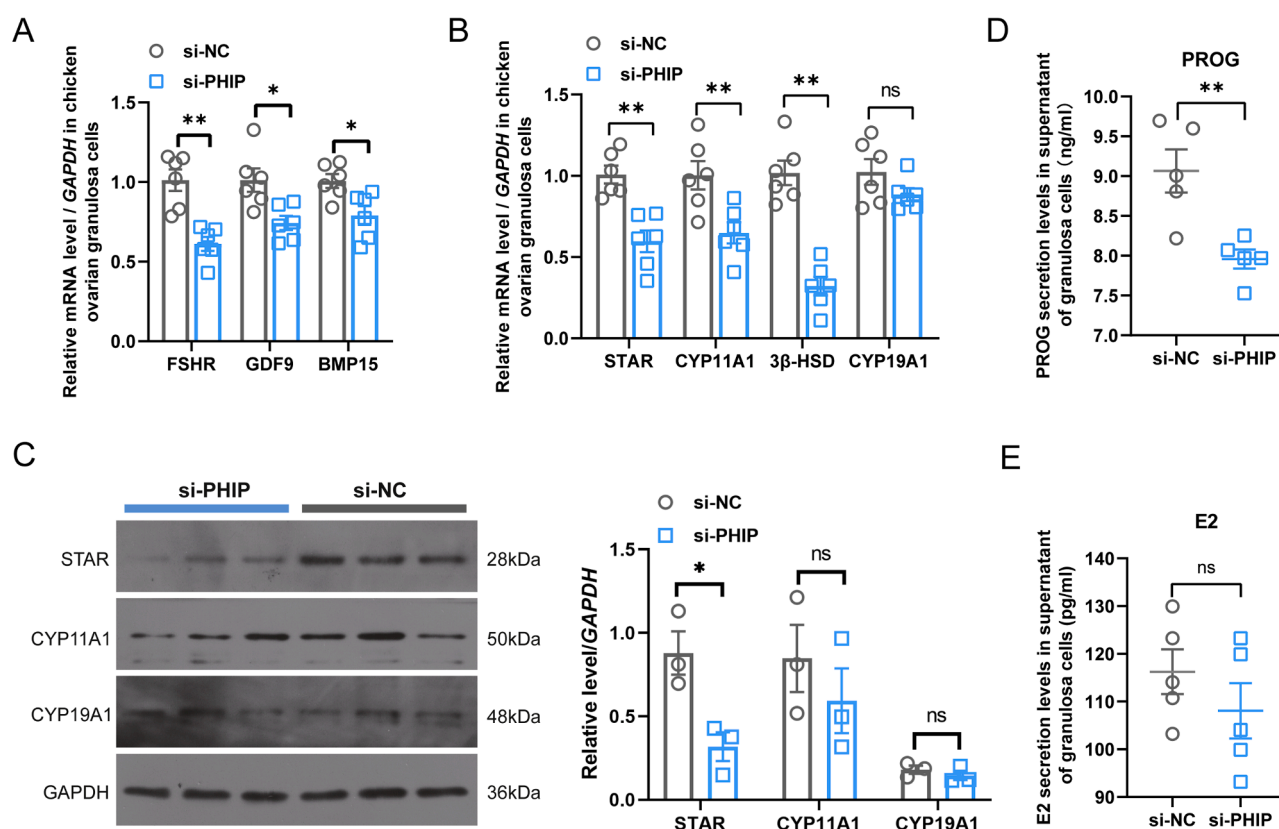 A
si-NC
si-PHIP
Relative mRNA level / GAPDH in chicken
ovarian granulosa cells
1.5
1.0
0.5
0.0
**
*
*
FSHR GDF9 BMP15
B
si-NC
si-PHIP
Relative mRNA level / GAPDH in chicken
ovarian granulosa cells
1.5
1.0
0.5
0.0
**
**
**
ns
STAR CYP11A1 3β-HSD CYP19A1
D
PROG
**
PROG secretion levels in supernatant
of granulosa cells (ng/ml)
10.0
9.5
9.0
8.5
8.0
7.5
7.0
si-NC si-PHIP
C
si-PHIP si-NC
STAR 28kDa
CYP11A1 50kDa
CYP19A1 48kDa
GAPDH 36kDa
si-NC
si-PHIP
Relative level/GAPDH
1.5
1.0
0.5
0.0
*
ns
ns
STAR CYP11A1 CYP19A1
E
E2
ns
E2 secretion levels in supernatant
of granulosa cells (pg/ml)
140
130
120
110
100
90
si-NC si-PHIP